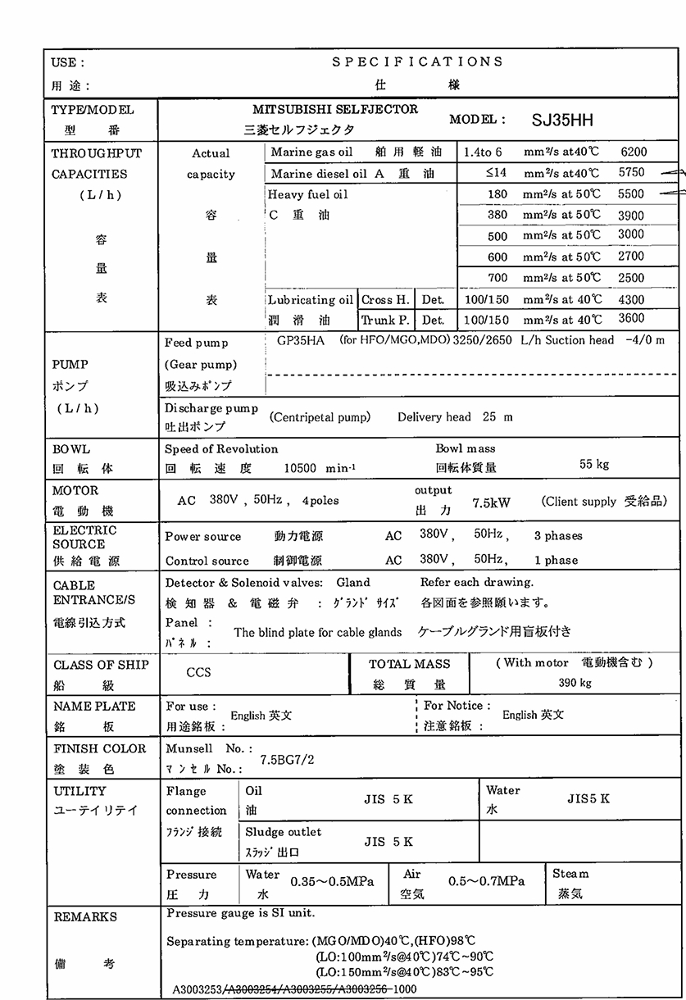 USE : SPECIFICATIONS
用 途 : 仕 様
TYPE/MODEL MITSUBISHI SELFJECTOR MODEL : SJ35HH
型 番 三菱セルフジェクタ
THROUGHPUT Actual Marine gas oil 舶 用 軽 油 1.4to 6 mm²/s at40℃ 6200
CAPACITIES capacity Marine diesel oil A 重 油 ≤14 mm²/s at40℃ 5750
(L/h) Heavy fuel oil 180 mm²/s at 50℃ 5500
容 C 重 油 380 mm²/s at 50℃ 3900
容 500 mm²/s at 50℃ 3000
量 量 600 mm²/s at 50℃ 2700
700 mm²/s at 50℃ 2500
表 表 Lubricating oil Cross H. Det. 100/150 mm²/s at 40℃ 4300
潤 滑 油 Trunk P. Det. 100/150 mm²/s at 40℃ 3600
Feed pump GP35HA (for HFO/MGO,MDO) 3250/2650 L/h Suction head -4/0 m
PUMP (Gear pump)
ポンプ 吸込みポンプ
(L/h) Discharge pump (Centripetal pump) Delivery head 25 m
吐出ポンプ
BOWL Speed of Revolution Bowl mass 55 kg
回 転 体 回 転 速 度 10500 min-1 回転体質量
MOTOR AC 380V , 50Hz , 4poles output 7.5kW (Client supply 受給品)
電 動 機 出 力
ELECTRIC
SOURCE Power source 動力電源 AC 380V , 50Hz , 3 phases
供 給 電 源 Control source 制御電源 AC 380V , 50Hz, 1 phase
CABLE Detector & Solenoid valves: Gland Refer each drawing.
ENTRANCE/S 検 知 器 & 電 磁 弁 : グランド サイズ 各図面を参照願います。
電線引込方式 Panel :
The blind plate for cable glands ケーブルグランド用盲板付き
パネル :
CLASS OF SHIP CCS TOTAL MASS (With motor 電動機含む)
船 級 総 質 量 390 kg
NAME PLATE For use : English 英文 For Notice : English 英文
銘 板 用途銘板 : 注意銘板 :
FINISH COLOR Munsell No. : 7.5BG7/2
塗 装 色 マンセル No. :
UTILITY Flange Oil JIS 5K Water JIS5K
ユーテイリテイ connection 油 水
フランジ接続 Sludge outlet JIS 5K
スラッジ出口
Pressure Water 0.35〜0.5MPa Air 0.5〜0.7MPa Steam
圧 力 水 空気 蒸気
REMARKS Pressure gauge is SI unit.
備 考 Separating temperature: (MGO/MDO)40℃,(HFO)98℃
(LO:100mm²/s@40℃)74℃~90℃
(LO:150mm²/s@40℃)83℃~95℃
A3003253/A3003254/A3003255/A3003256-1000